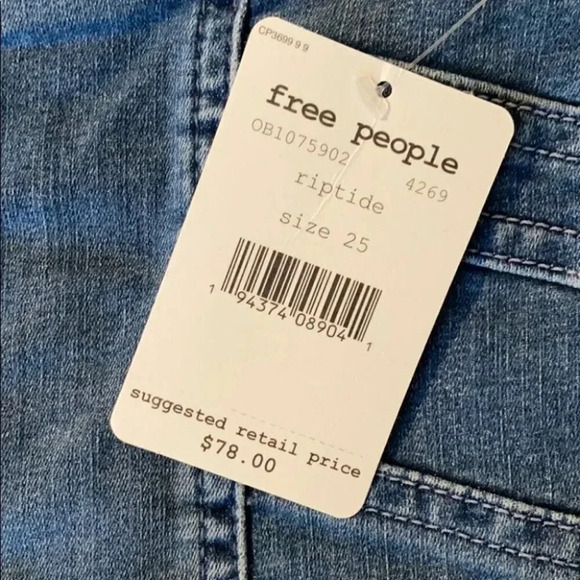 CP3699 9 9
free people
OB1075902 4269
riptide
size 25
1 94374 08904 1
suggested retail price
$78.00